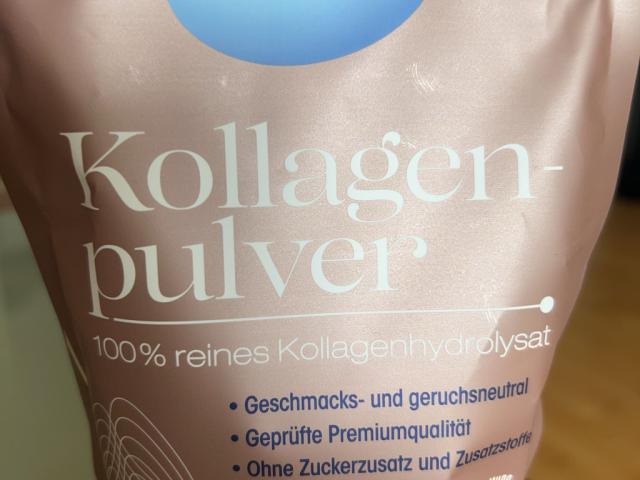 Kollagen-
pulver
100% reines Kollagenhydrolysat
• Geschmacks- und geruchsneutral
• Geprüfte Premiumqualität
• Ohne Zuckerzusatz und Zusatzstoffe